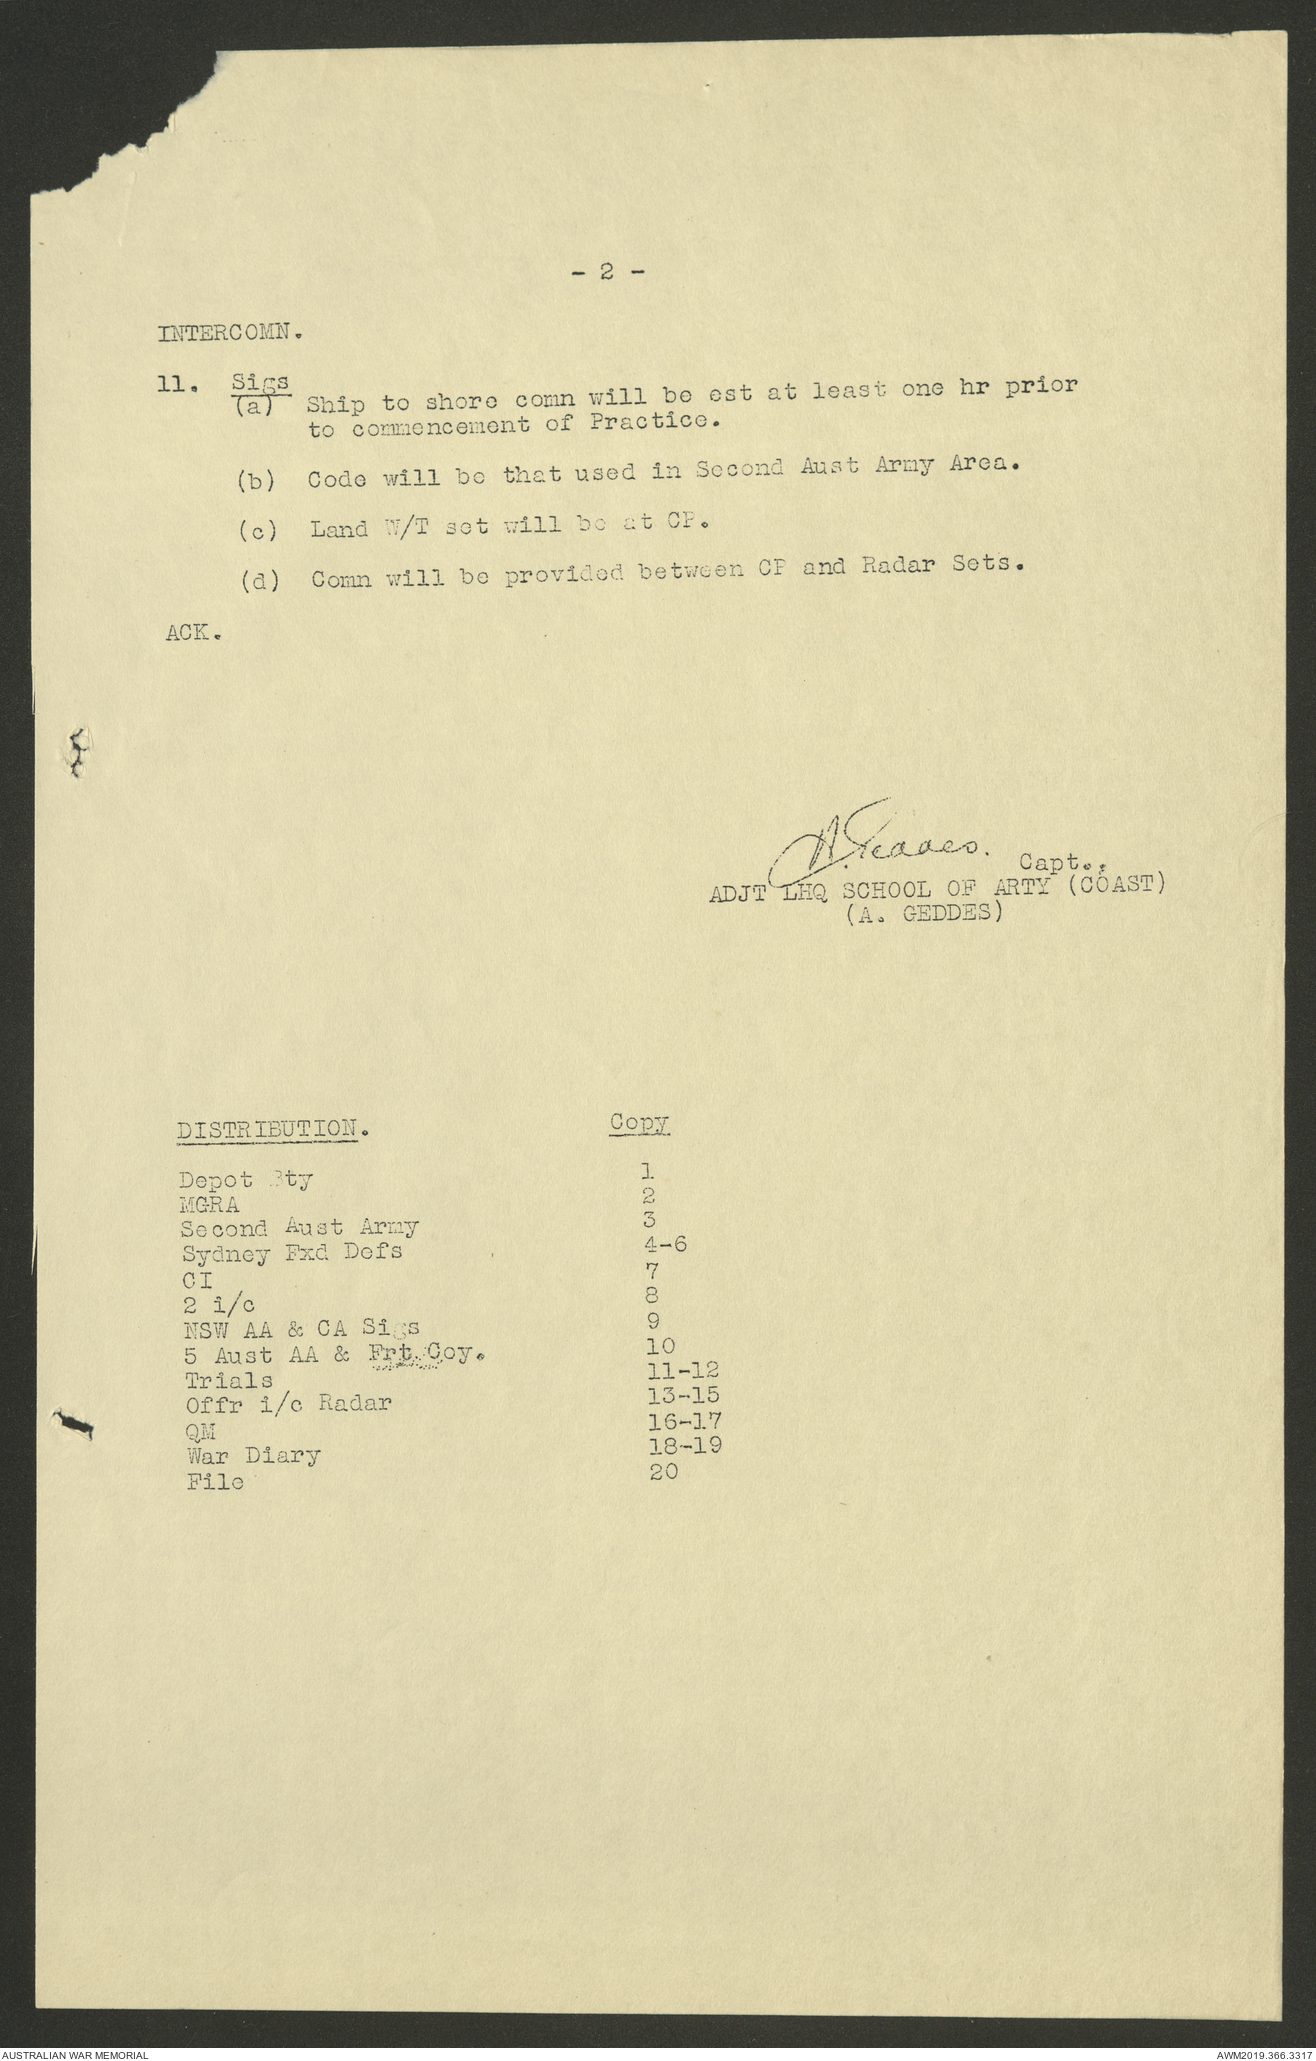 - 2 -
INTERCOMN.
11. Sigs
(a) Ship to shore comn will be est at least one hr prior
to commencement of Practice.
(b) Code will be that used in Second Aust Army Area.
(c) Land W/T set will be at CP.
(d) Comn will be provided between CP and Radar Sets.
ACK.
A. Geddes. Capt.,
ADJT LHQ SCHOOL OF ARTY (COAST)
(A. GEDDES)
DISTRIBUTION. Copy
Depot Bty 1
MGRA 2
Second Aust Army 3
Sydney Fxd Defs 4-6
CI 7
2 i/c 8
NSW AA & CA Sigs 9
5 Aust AA & Frt. Coy. 10
Trials 11-12
Offr i/c Radar 13-15
QM 16-17
War Diary 18-19
File 20
AUSTRALIAN WAR MEMORIAL AWM2019.366.3317